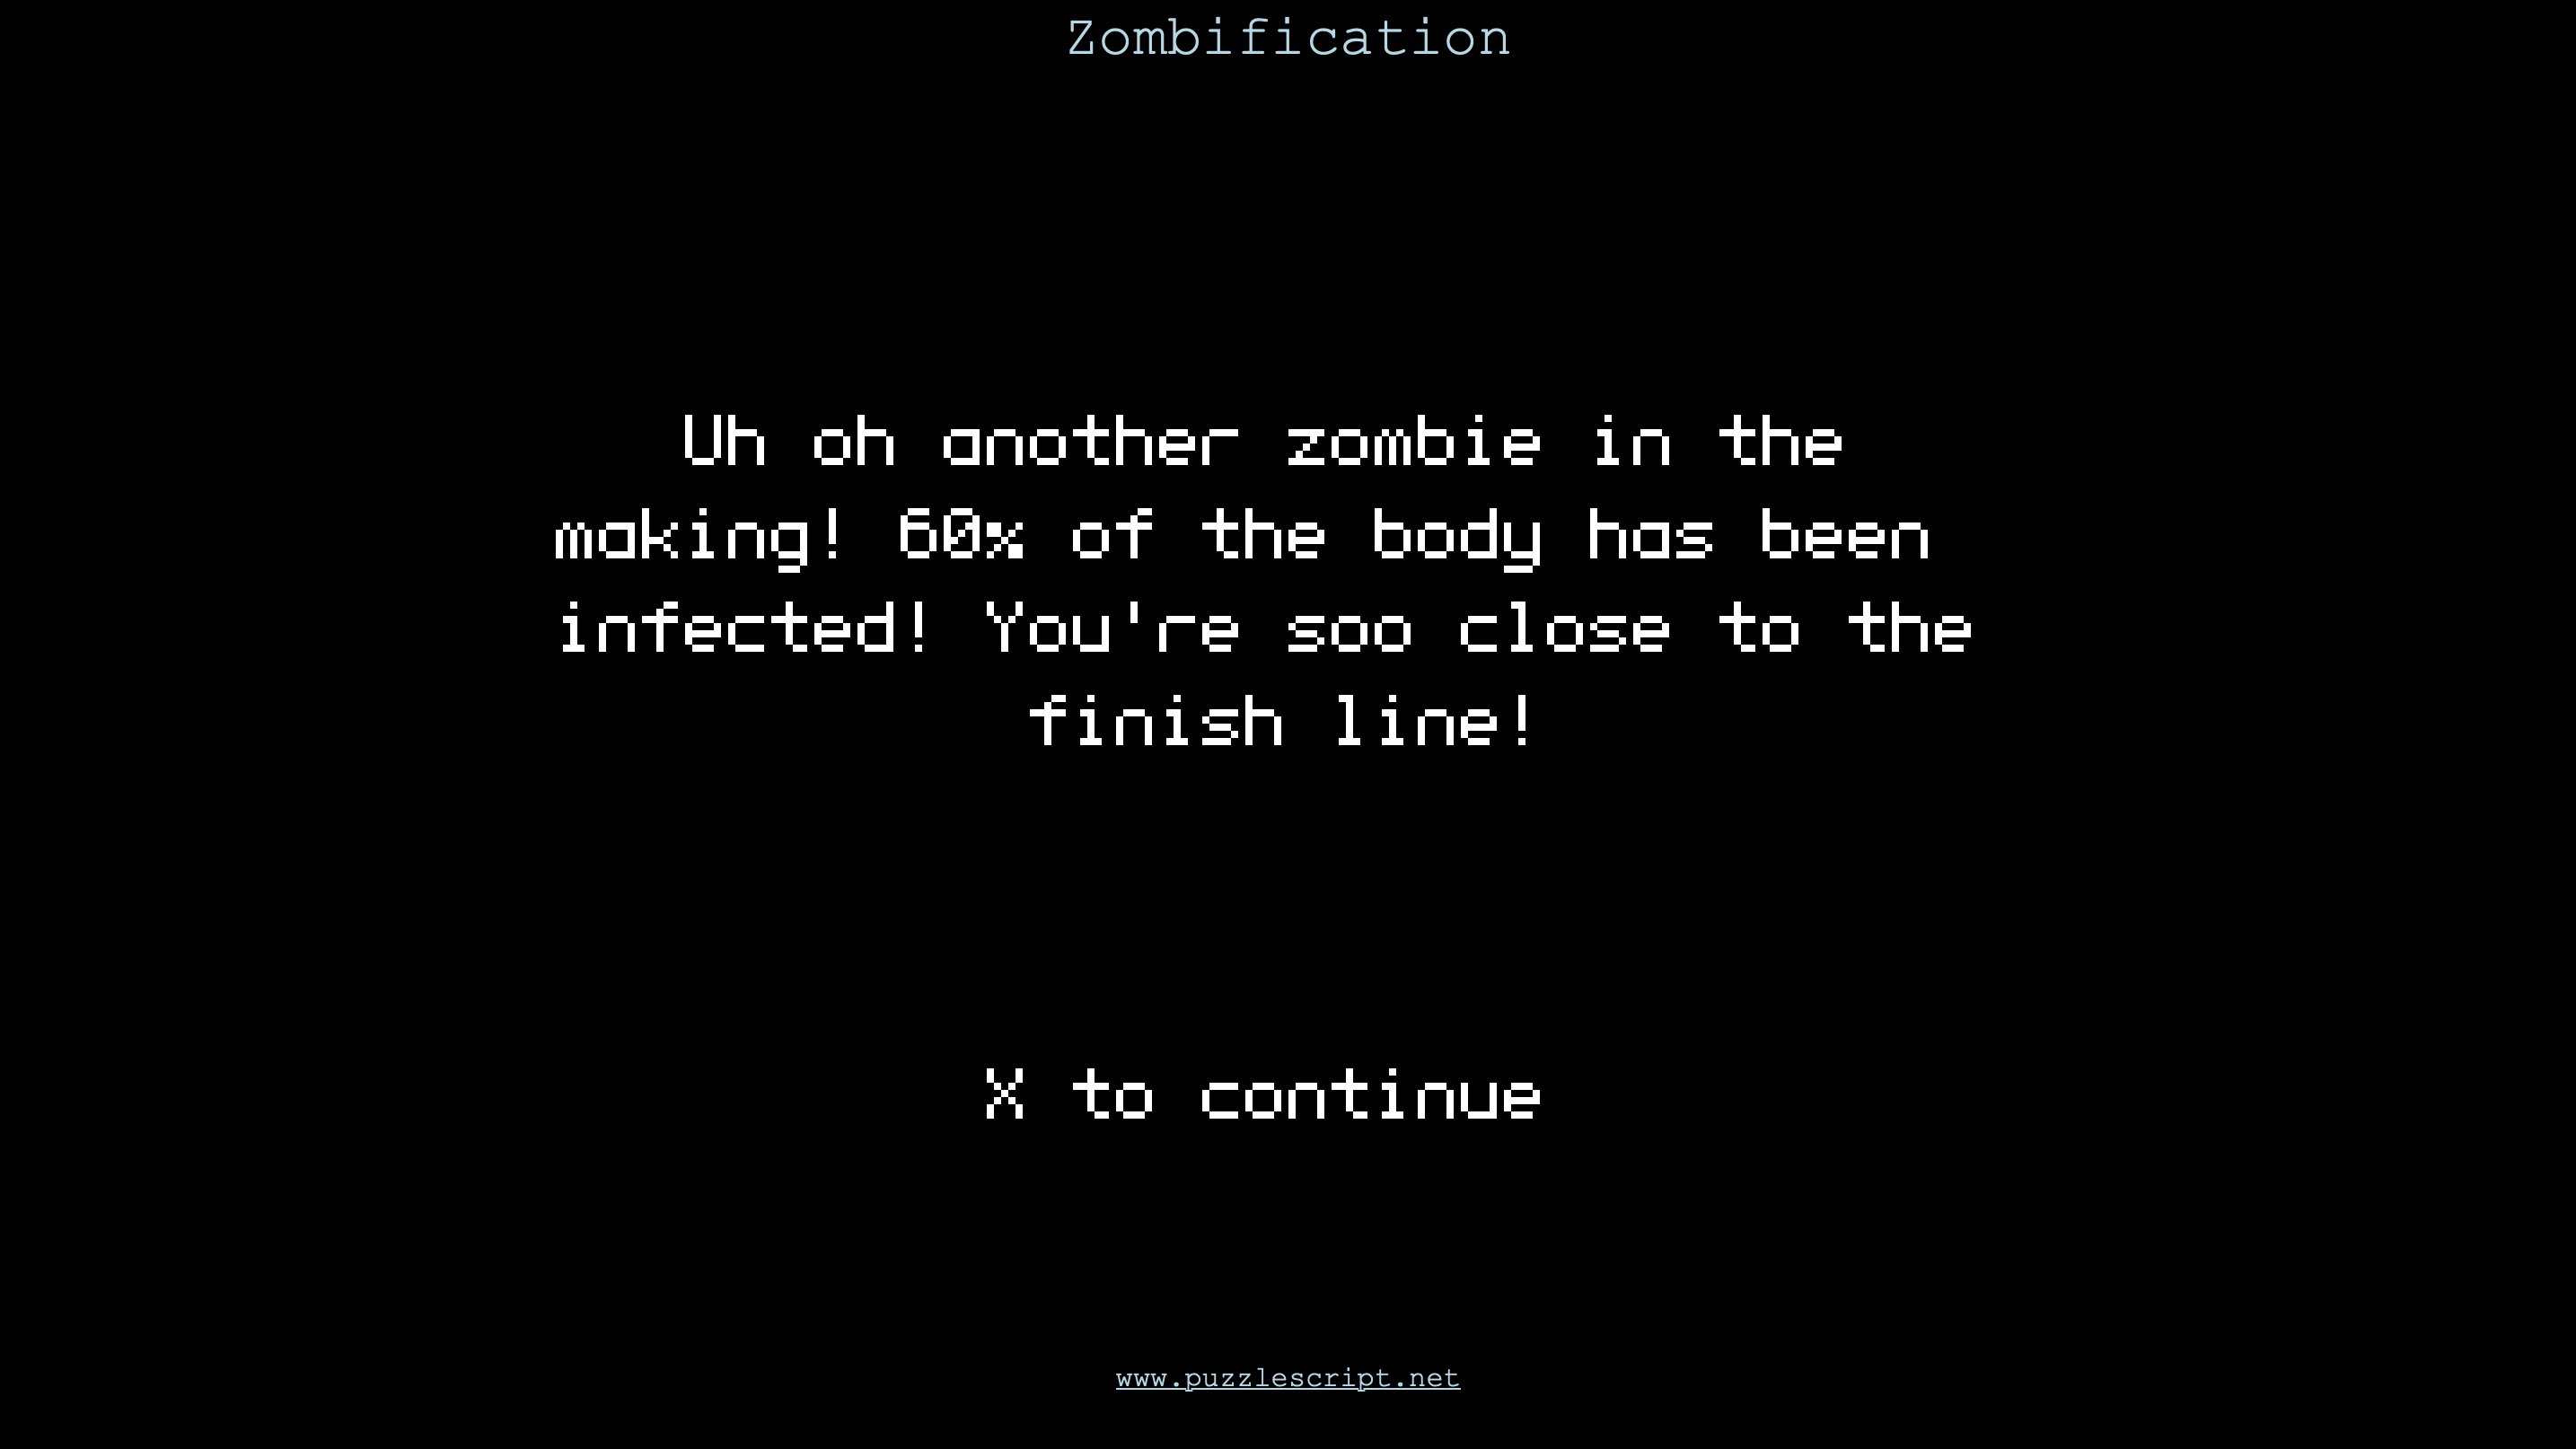 Zombification
Uh oh another zombie in the
making! 60% of the body has been
infected! You're soo close to the
finish line!
X to continue
www.puzzlescript.net